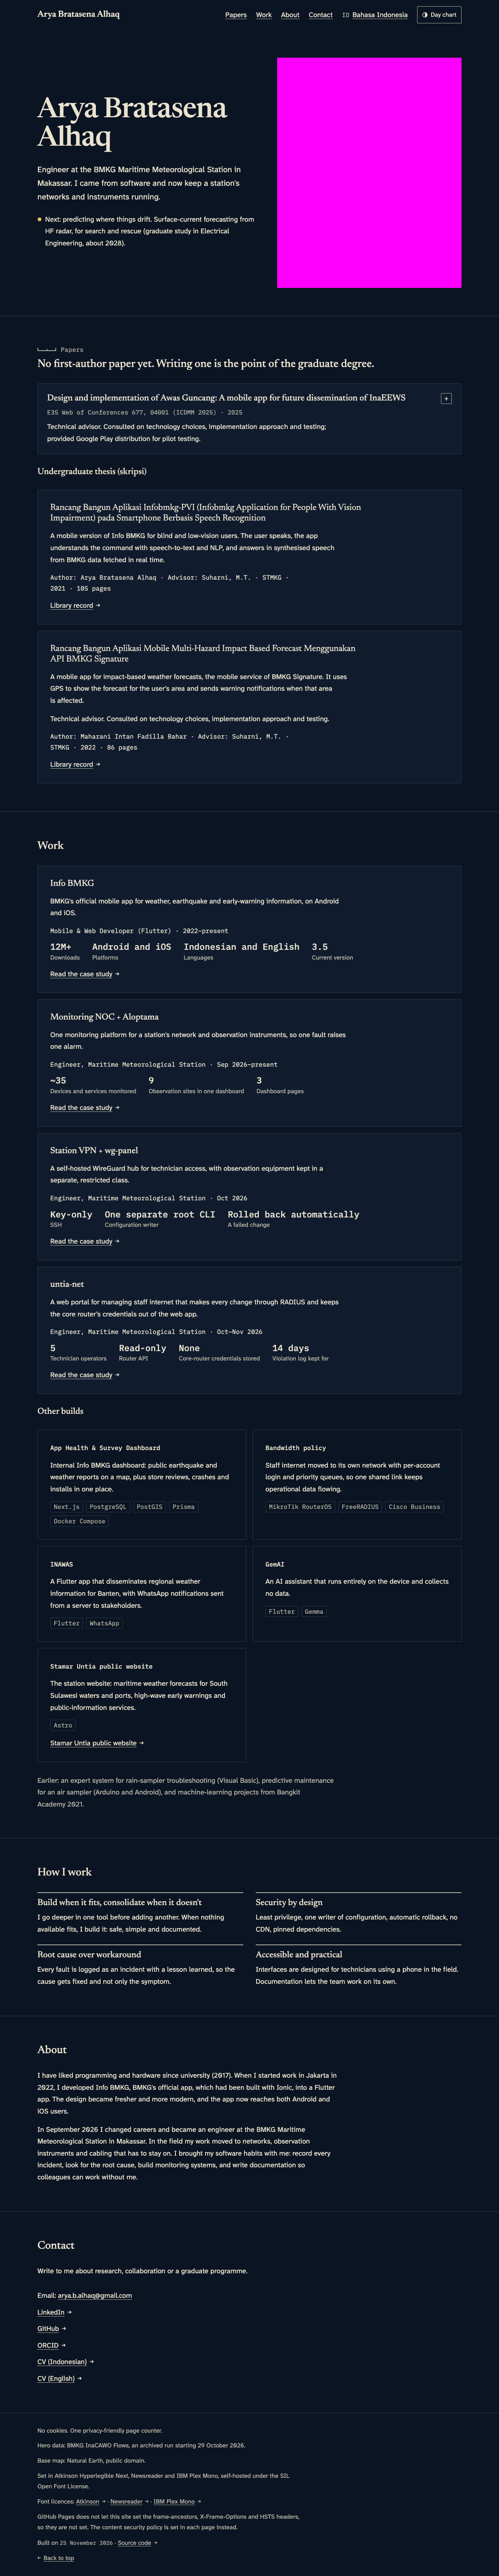 Arya Bratasena Alhaq
Papers Work About Contact ID Bahasa Indonesia Day chart
Arya Bratasena
Alhaq
Engineer at the BMKG Maritime Meteorological Station in
Makassar. I came from software and now keep a station's
networks and instruments running.
Next: predicting where things drift. Surface-current forecasting from
HF radar, for search and rescue (graduate study in Electrical
Engineering, about 2028).
Papers
No first-author paper yet. Writing one is the point of the graduate degree.
Design and implementation of Awas Guncang: A mobile app for future dissemination of InaEEWS
+
E3S Web of Conferences 677, 04001 (ICDMM 2025) · 2025
Technical advisor. Consulted on technology choices, implementation approach and testing;
provided Google Play distribution for pilot testing.
Undergraduate thesis (skripsi)
Rancang Bangun Aplikasi Infobmkg-PVI (Infobmkg Application for People With Vision
Impairment) pada Smartphone Berbasis Speech Recognition
A mobile version of Info BMKG for blind and low-vision users. The user speaks, the app
understands the command with speech-to-text and NLP, and answers in synthesised speech
from BMKG data fetched in real time.
Author: Arya Bratasena Alhaq · Advisor: Suharni, M.T. · STMKG ·
2021 · 105 pages
Library record →
Rancang Bangun Aplikasi Mobile Multi-Hazard Impact Based Forecast Menggunakan
API BMKG Signature
A mobile app for impact-based weather forecasts, the mobile service of BMKG Signature. It uses
GPS to show the forecast for the user's area and sends warning notifications when that area
is affected.
Technical advisor. Consulted on technology choices, implementation approach and testing.
Author: Maharani Intan Fadilla Bahar · Advisor: Suharni, M.T. ·
STMKG · 2022 · 86 pages
Library record →
Work
Info BMKG
BMKG's official mobile app for weather, earthquake and early-warning information, on Android
and iOS.
Mobile & Web Developer (Flutter) · 2022–present
12M+ Android and iOS Indonesian and English 3.5
Downloads Platforms Languages Current version
Read the case study →
Monitoring NOC + Aloptama
One monitoring platform for a station's network and observation instruments, so one fault raises
one alarm.
Engineer, Maritime Meteorological Station · Sep 2026–present
~35 9 3
Devices and services monitored Observation sites in one dashboard Dashboard pages
Read the case study →
Station VPN + wg-panel
A self-hosted WireGuard hub for technician access, with observation equipment kept in a
separate, restricted class.
Engineer, Maritime Meteorological Station · Oct 2026
Key-only One separate root CLI Rolled back automatically
SSH Configuration writer A failed change
Read the case study →
untia-net
A web portal for managing staff internet that makes every change through RADIUS and keeps
the core router's credentials out of the web app.
Engineer, Maritime Meteorological Station · Oct–Nov 2026
5 Read-only None 14 days
Technician operators Router API Core-router credentials stored Violation log kept for
Read the case study →
Other builds
App Health & Survey Dashboard
Internal Info BMKG dashboard: public earthquake and
weather reports on a map, plus store reviews, crashes and
installs in one place.
Next.js PostgreSQL PostGIS Prisma
Docker Compose
Bandwidth policy
Staff internet moved to its own network with per-account
login and priority queues, so one shared link keeps
operational data flowing.
MikroTik RouterOS FreeRADIUS Cisco Business
INAWAS
A Flutter app that disseminates regional weather
information for Banten, with WhatsApp notifications sent
from a server to stakeholders.
Flutter WhatsApp
GemAI
An AI assistant that runs entirely on the device and collects
no data.
Flutter Gemma
Stamar Untia public website
The station website: maritime weather forecasts for South
Sulawesi waters and ports, high-wave early warnings and
public-information services.
Astro
Stamar Untia public website →
Earlier: an expert system for rain-sampler troubleshooting (Visual Basic), predictive maintenance
for an air sampler (Arduino and Android), and machine-learning projects from Bangkit
Academy 2021.
How I work
Build when it fits, consolidate when it doesn't
I go deeper in one tool before adding another. When nothing
available fits, I build it: safe, simple and documented.
Security by design
Least privilege, one writer of configuration, automatic rollback, no
CDN, pinned dependencies.
Root cause over workaround
Every fault is logged as an incident with a lesson learned, so the
cause gets fixed and not only the symptom.
Accessible and practical
Interfaces are designed for technicians using a phone in the field.
Documentation lets the team work on its own.
About
I have liked programming and hardware since university (2017). When I started work in Jakarta in
2022, I developed Info BMKG, BMKG's official app, which had been built with Ionic, into a Flutter
app. The design became fresher and more modern, and the app now reaches both Android and
iOS users.
In September 2026 I changed careers and became an engineer at the BMKG Maritime
Meteorological Station in Makassar. In the field my work moved to networks, observation
instruments and cabling that has to stay on. I brought my software habits with me: record every
incident, look for the root cause, build monitoring systems, and write documentation so
colleagues can work without me.
Contact
Write to me about research, collaboration or a graduate programme.
Email: arya.b.alhaq@gmail.com
LinkedIn →
GitHub →
ORCID →
CV (Indonesian) →
CV (English) →
No cookies. One privacy-friendly page counter.
Hero data: BMKG InaCAWO Flows, an archived run starting 29 October 2026.
Base map: Natural Earth, public domain.
Set in Atkinson Hyperlegible Next, Newsreader and IBM Plex Mono, self-hosted under the SIL
Open Font License.
Font licences: Atkinson → · Newsreader → · IBM Plex Mono →
GitHub Pages does not let this site set the frame-ancestors, X-Frame-Options and HSTS headers,
so they are not set. The content security policy is set in each page instead.
Built on 25 November 2026 · Source code →
← Back to top